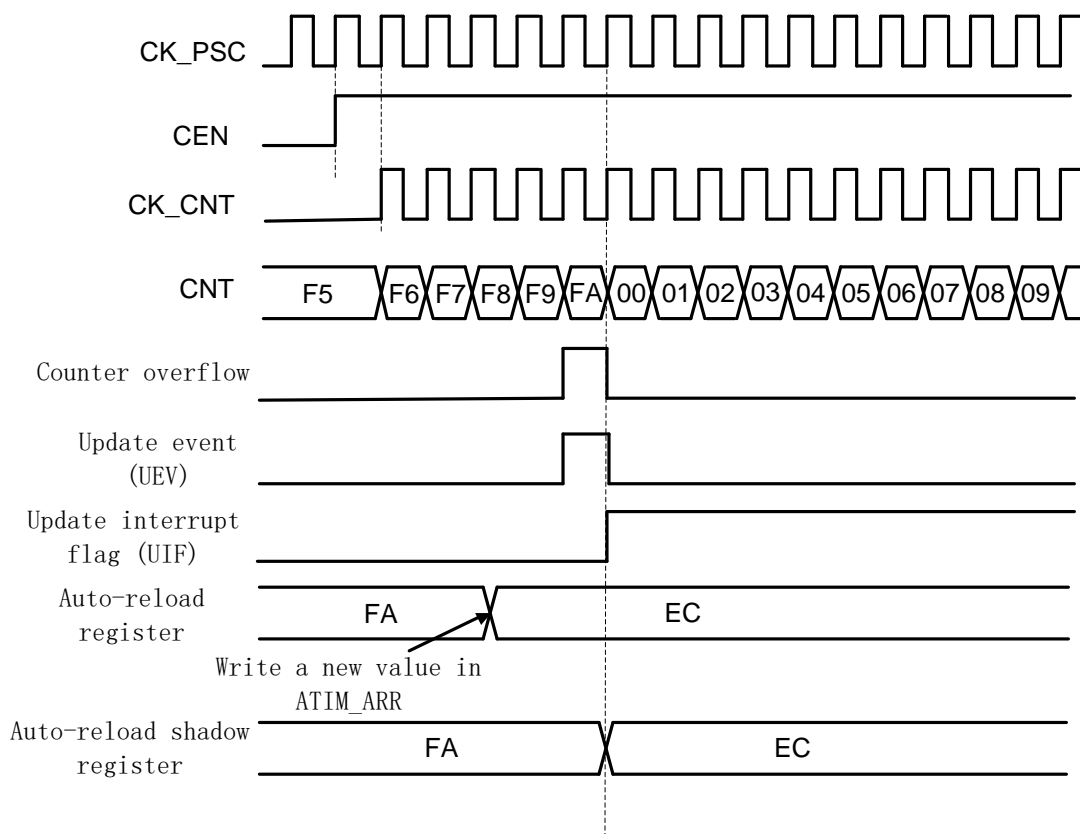 CK_PSC
CEN
CK_CNT
CNT
F5 F6 F7 F8 F9 FA 00 01 02 03 04 05 06 07 08 09
Counter overflow
Update event
(UEV)
Update interrupt
flag (UIF)
Auto-reload
register
FA EC
Write a new value in
ATIM_ARR
Auto-reload shadow
register
FA EC